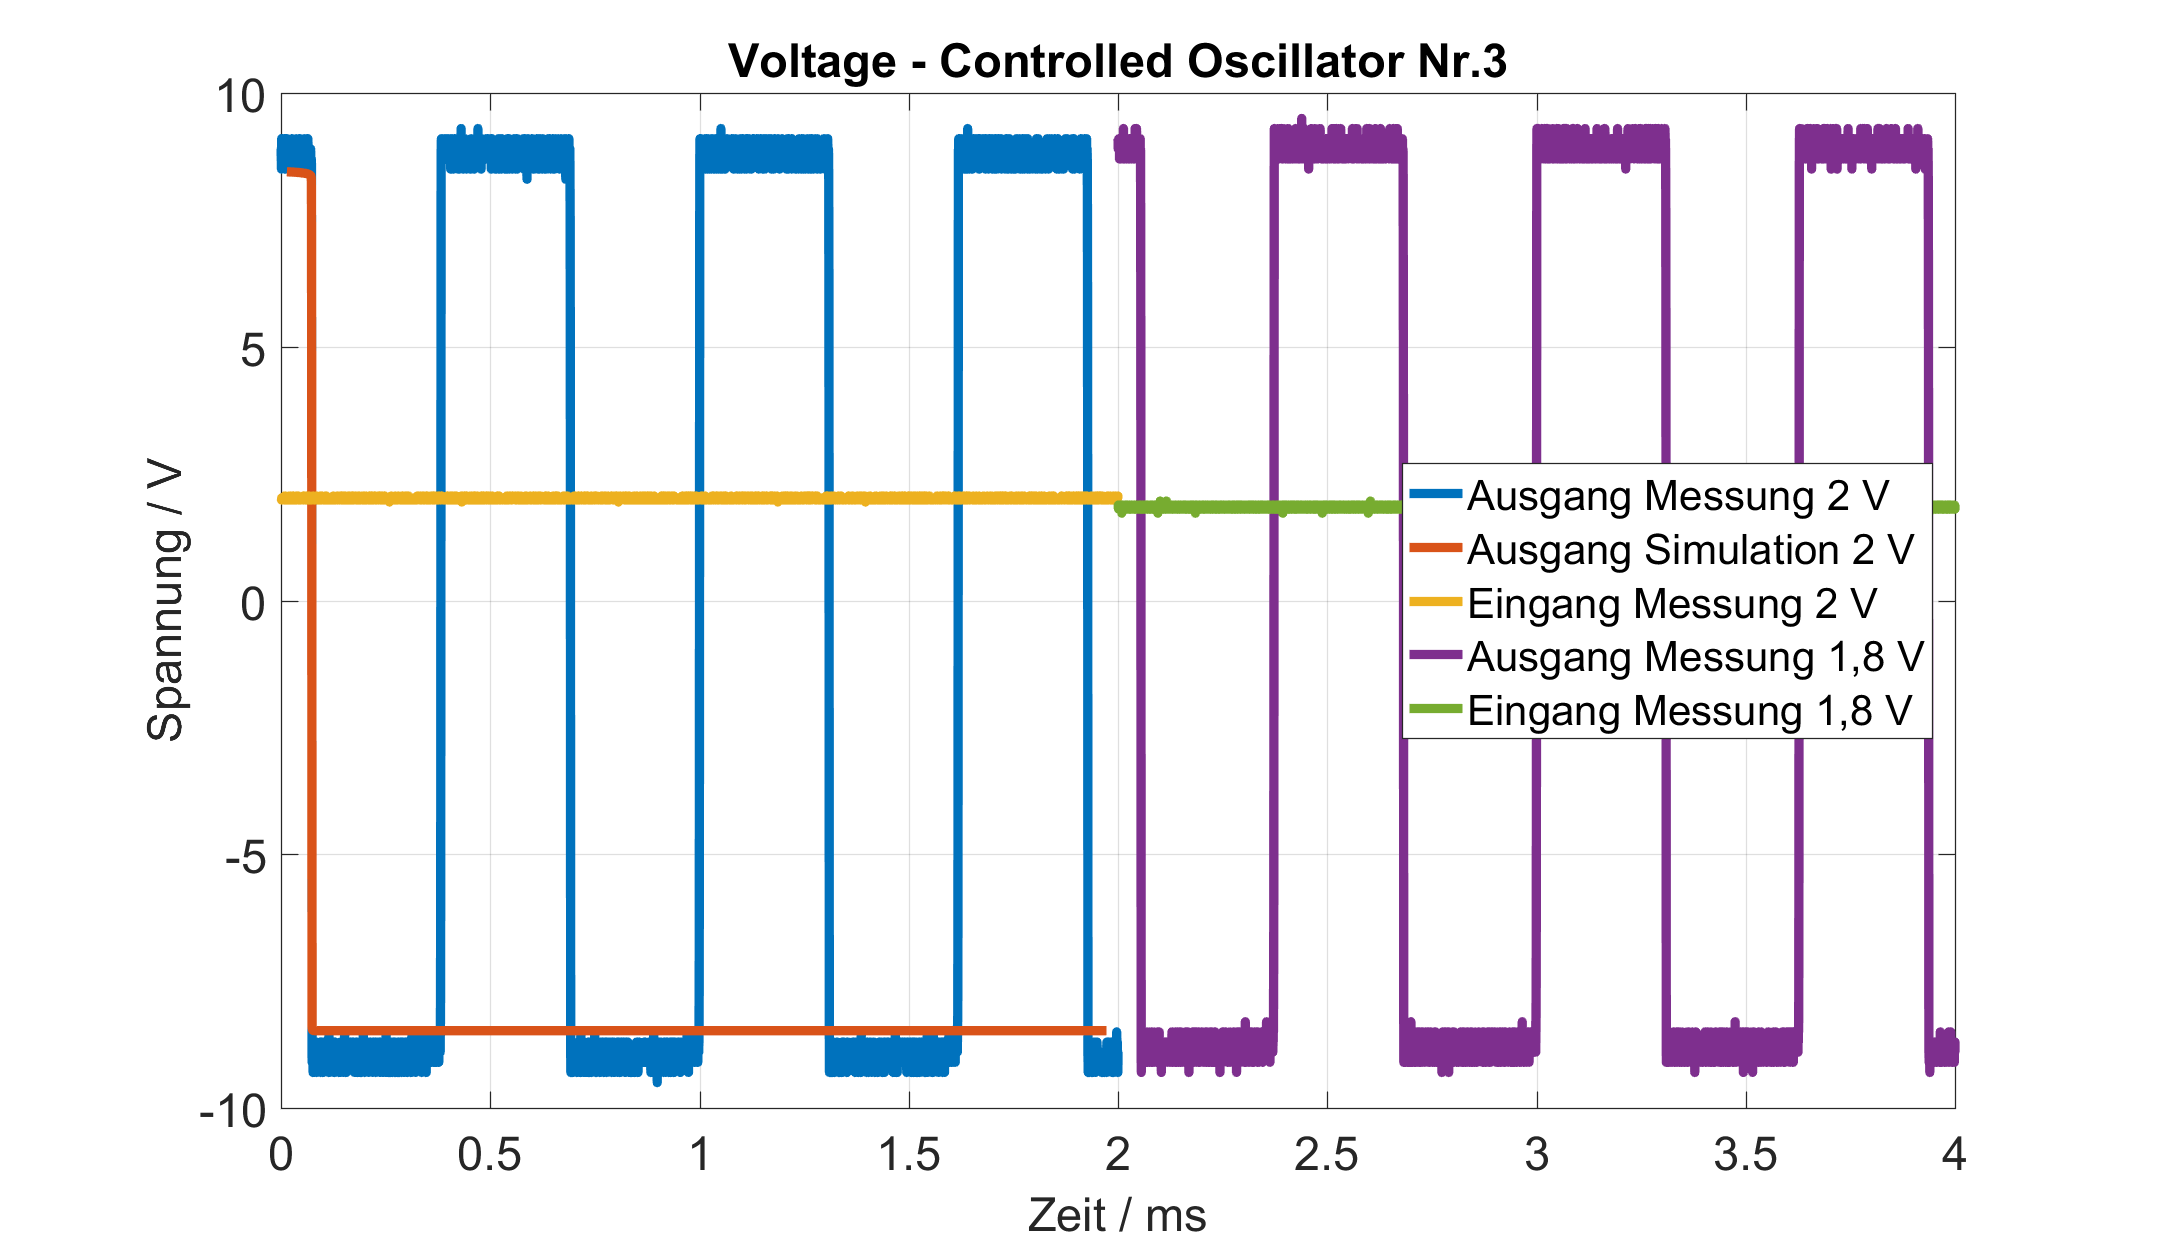 Voltage - Controlled Oscillator Nr.3
10
5
0
-5
-10
Spannung / V
Ausgang Messung 2 V
Ausgang Simulation 2 V
Eingang Messung 2 V
Ausgang Messung 1,8 V
Eingang Messung 1,8 V
0 0.5 1 1.5 2 2.5 3 3.5 4
Zeit / ms